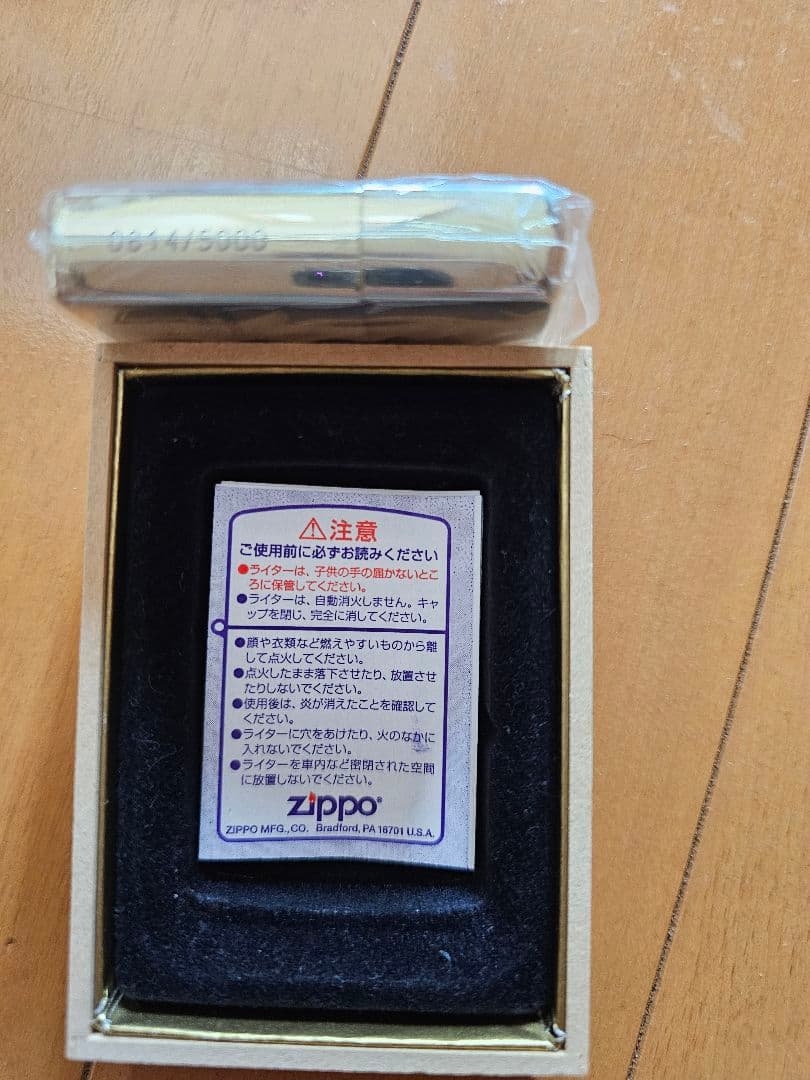 0614/5000
注意
ご使用前に必ずお読みください
●ライターは、子供の手の届かないとこ
ろに保管してください。
●ライターは、自動消火しません。キャ
ップを閉じ、完全に消してください。
●顔や衣類など燃えやすいものから離
して点火してください。
●点火したまま落下させたり、放置させ
たりしないでください。
●使用後は、炎が消えたことを確認して
ください。
●ライターに穴をあけたり、火のなかに
入れないでください。
●ライターを車内など密閉された空間
に放置しないでください。
zippo®
ZIPPO MFG.,CO. Bradford, PA 16701 U.S.A.